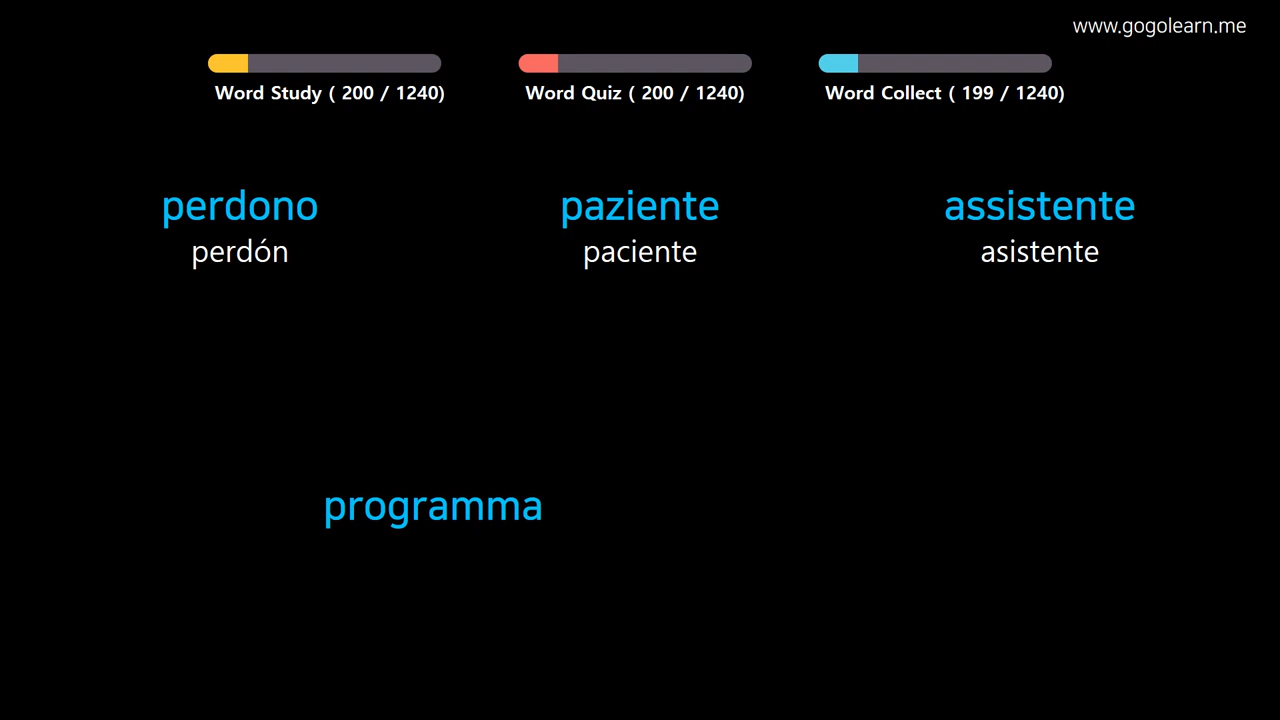 www.gogolearn.me
Word Study ( 200 / 1240)
Word Quiz ( 200 / 1240)
Word Collect ( 199 / 1240)
perdono
perdón
paziente
paciente
assistente
asistente
programma